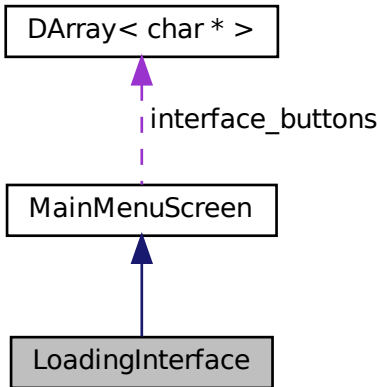 DArray< char * >
interface_buttons
MainMenuScreen
LoadingInterface